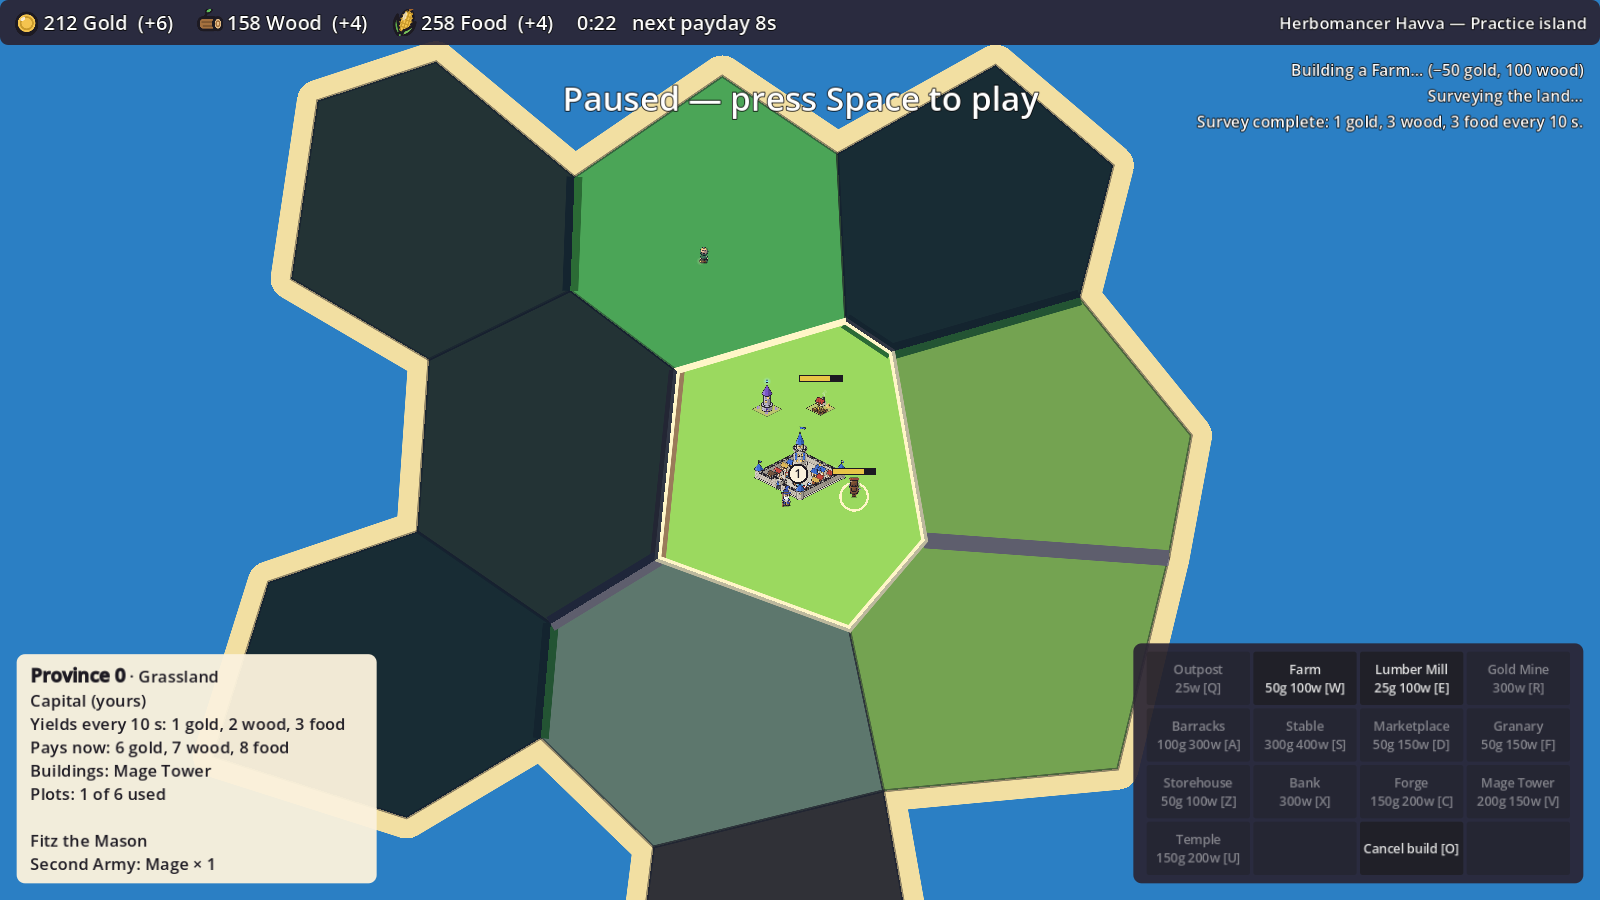 212 Gold (+6) 158 Wood (+4) 258 Food (+4) 0:22 next payday 8s
Herbomancer Havva — Practice island
Building a Farm... (−50 gold, 100 wood)
Surveying the land...
Survey complete: 1 gold, 3 wood, 3 food every 10 s.
Paused — press Space to play
1
Province 0 · Grassland
Capital (yours)
Yields every 10 s: 1 gold, 2 wood, 3 food
Pays now: 6 gold, 7 wood, 8 food
Buildings: Mage Tower
Plots: 1 of 6 used
Fitz the Mason
Second Army: Mage × 1
Outpost
25w [Q]
Farm
50g 100w [W]
Lumber Mill
25g 100w [E]
Gold Mine
300w [R]
Barracks
100g 300w [A]
Stable
300g 400w [S]
Marketplace
50g 150w [D]
Granary
50g 150w [F]
Storehouse
50g 100w [Z]
Bank
300w [X]
Forge
150g 200w [C]
Mage Tower
200g 150w [V]
Temple
150g 200w [U]
Cancel build [O]